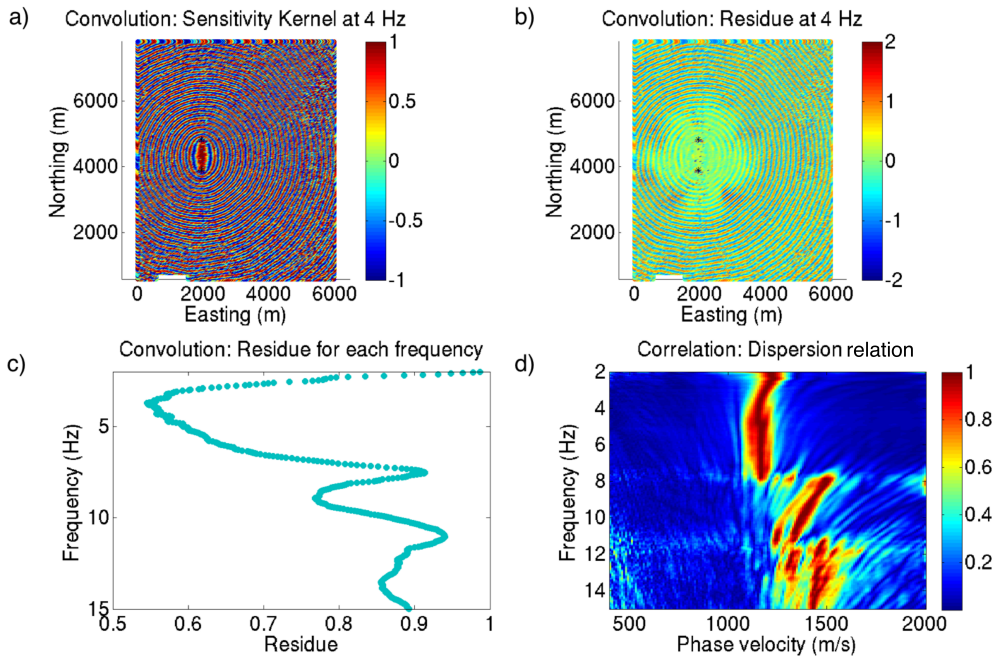 a) Convolution: Sensitivity Kernel at 4 Hz
Northing (m)
6000
4000
2000
0 2000 4000 6000
Easting (m)
1
0.5
0
-0.5
-1
b) Residue at 4 Hz
Northing (m)
6000
4000
2000
0 2000 4000 6000
Easting (m)
2
1
0
-1
-2
c) Convolution: Residue for each frequency
Frequency (Hz)
5
10
15
0.5 0.6 0.7 0.8 0.9 1
Residue
d) Correlation: Dispersion relation
Frequency (Hz)
2
4
6
8
10
12
14
500 1000 1500 2000
Phase velocity (m/s)
1
0.8
0.6
0.4
0.2